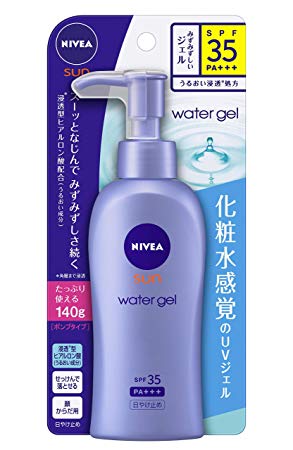 NIVEA
sun
スーッとなじんで みずみずしさ続く
浸透*型ヒアルロン酸配合(うるおい成分)
*角層まで浸透
たっぷり
使える
140g
[ポンプタイプ]
浸透*型
ヒアルロン酸
(うるおい成分)
せっけんで
落とせる
顔
からだ用
日やけ止め
みずみずしい
ジェル
SPF
35
PA+++
うるおい浸透*処方
water gel
化粧水感覚のUVジェル
NIVEA
sun
water gel
SPF 35
PA+++
日やけ止め